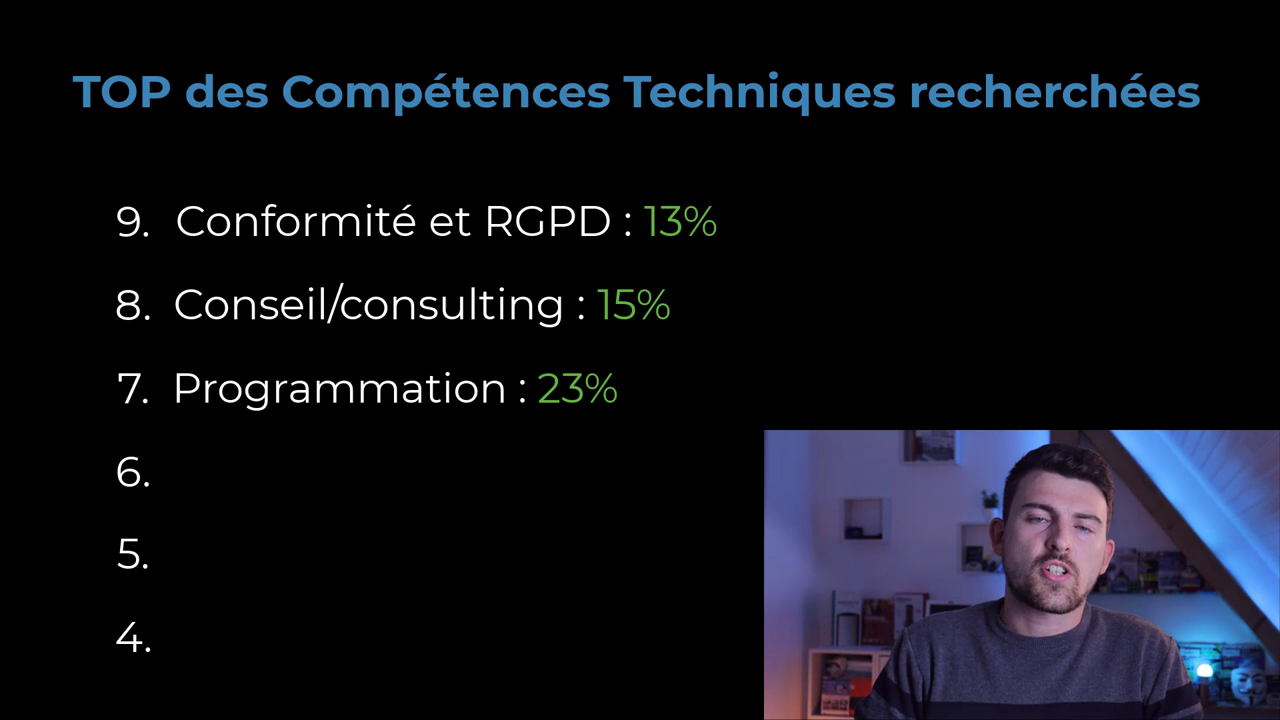 TOP des Compétences Techniques recherchées
9. Conformité et RGPD : 13%
8. Conseil/consulting : 15%
7. Programmation : 23%
6.
5.
4.